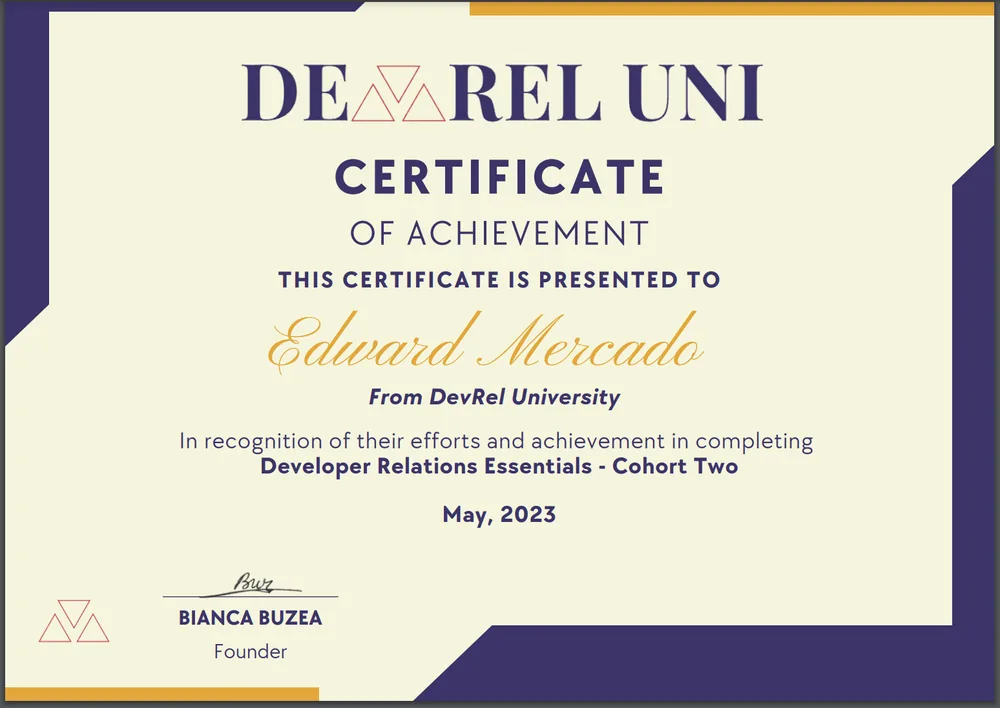 DEVREL UNI
CERTIFICATE
OF ACHIEVEMENT
THIS CERTIFICATE IS PRESENTED TO
Edward Mercado
From DevRel University
In recognition of their efforts and achievement in completing
Developer Relations Essentials - Cohort Two
May, 2023
BIANCA BUZEA
Founder